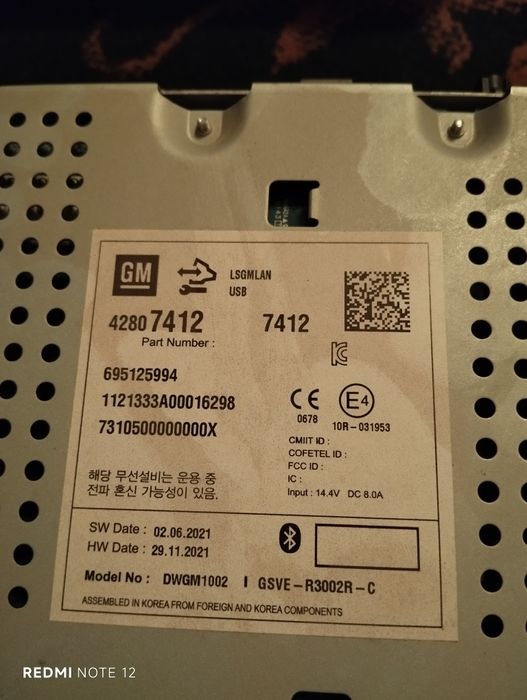 GM
LSGMLAN
USB
42807412 7412
Part Number :
695125994
1121333A00016298
7310500000000X
CE
0678
E4
10R-031953
CMIIT ID :
COFETEL ID :
FCC ID :
IC :
Input : 14.4V DC 8.0A
해당 무선설비는 운용 중
전파 혼신 가능성이 있음.
SW Date : 02.06.2021
HW Date : 29.11.2021
Model No : DWGM1002 I GSVE-R3002R-C
ASSEMBLED IN KOREA FROM FOREIGN AND KOREA COMPONENTS
REDMI NOTE 12